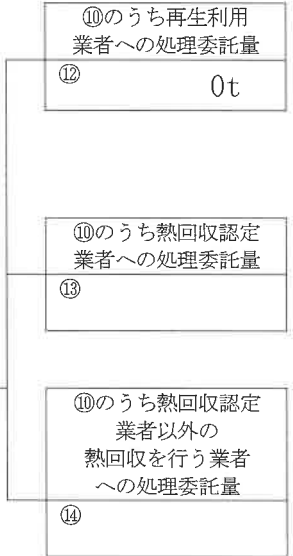 ⑩のうち再生利用
業者への処理委託量
⑫ 0t
⑩のうち熱回収認定
業者への処理委託量
⑬
⑩のうち熱回収認定
業者以外の
熱回収を行う業者
への処理委託量
⑭